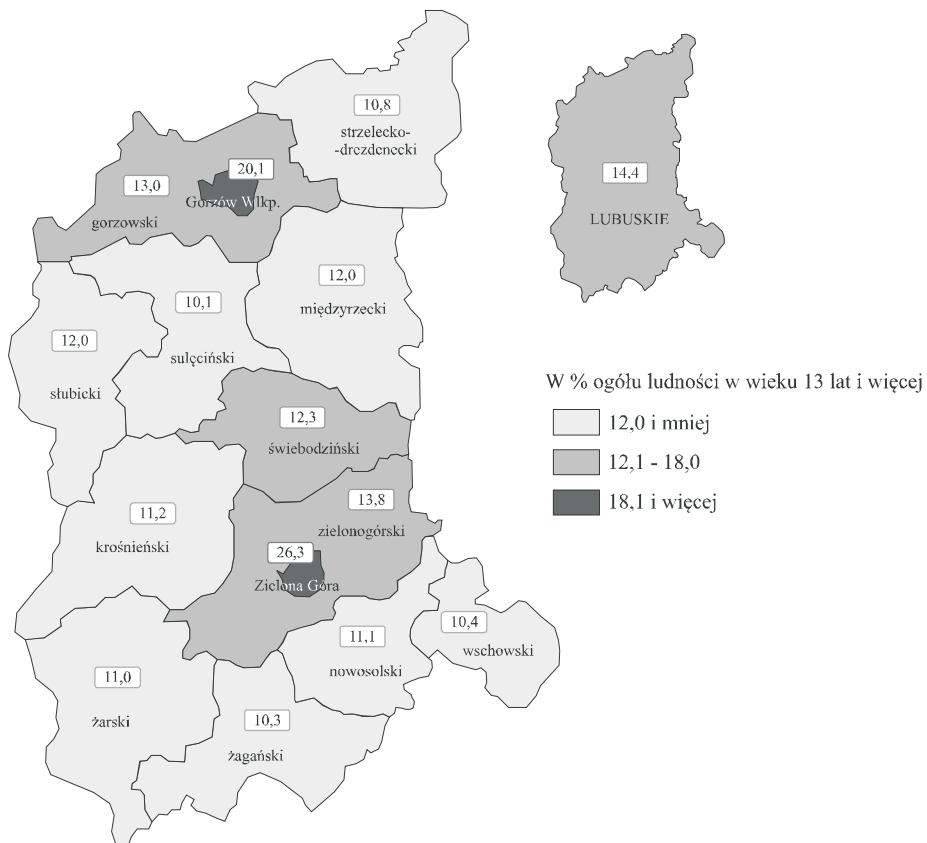 10,8
strzelecko-
-drezdenecki
20,1
13,0
Gorzów Wlkp.
gorzowski
14,4
LUBUSKIE
12,0
międzyrzecki
10,1
sulęciński
12,0
słubicki
W % ogółu ludności w wieku 13 lat i więcej
12,0 i mniej
12,1 - 18,0
18,1 i więcej
12,3
świebodziński
13,8
zielonogórski
11,2
krośnieński
26,3
Zielona Góra
10,4
wschowski
11,1
nowosolski
11,0
żarski
10,3
żagański